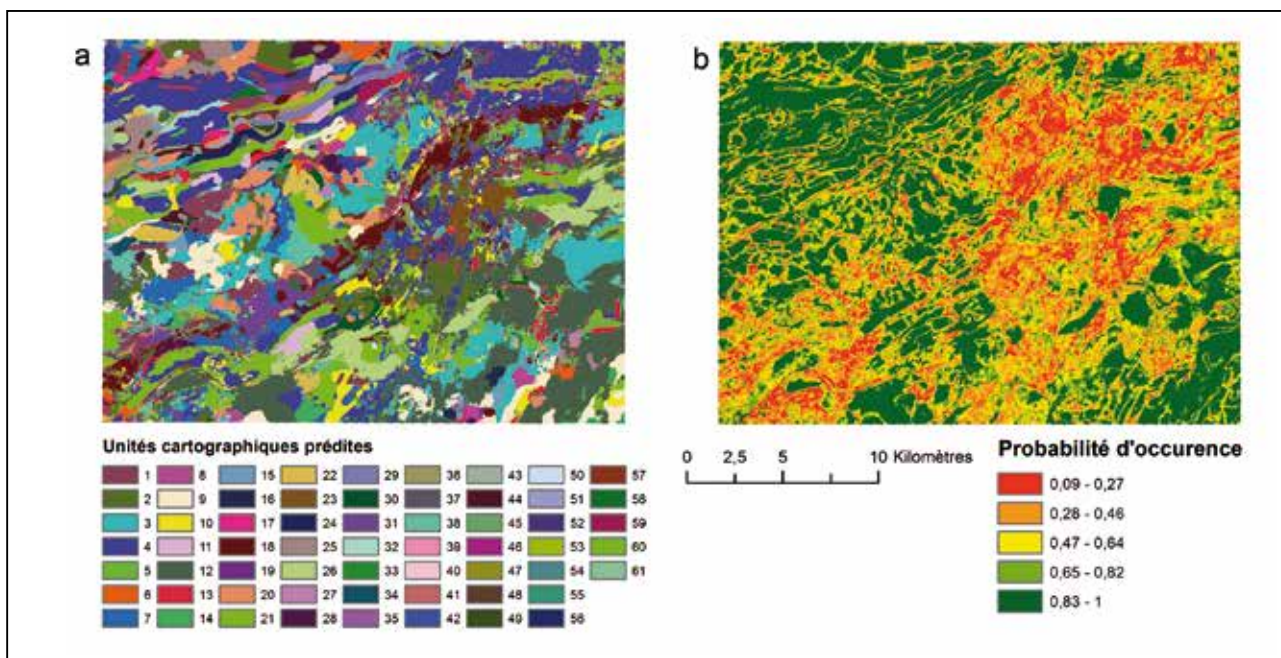 a
b
Unités cartographiques prédites
1 8 15 22 29 36 43 50 57
2 9 16 23 30 37 44 51 58
3 10 17 24 31 38 45 52 59
4 11 18 25 32 39 46 53 60
5 12 19 26 33 40 47 54 61
6 13 20 27 34 41 48 55
7 14 21 28 35 42 49 56
0 2,5 5 10 Kilomètres
Probabilité d'occurence
0,09 - 0,27
0,28 - 0,46
0,47 - 0,64
0,65 - 0,82
0,83 - 1